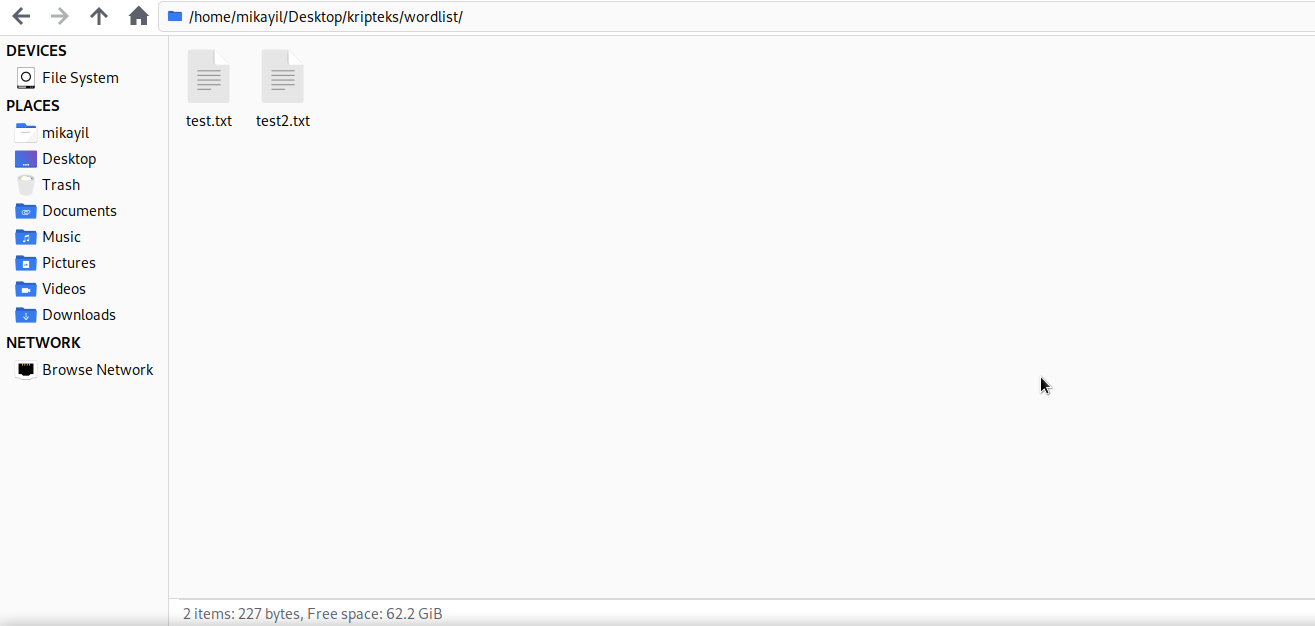 /home/mikayil/Desktop/kripteks/wordlist/
DEVICES
File System
PLACES
mikayil
Desktop
Trash
Documents
Music
Pictures
Videos
Downloads
NETWORK
Browse Network
test.txt
test2.txt
2 items: 227 bytes, Free space: 62.2 GiB